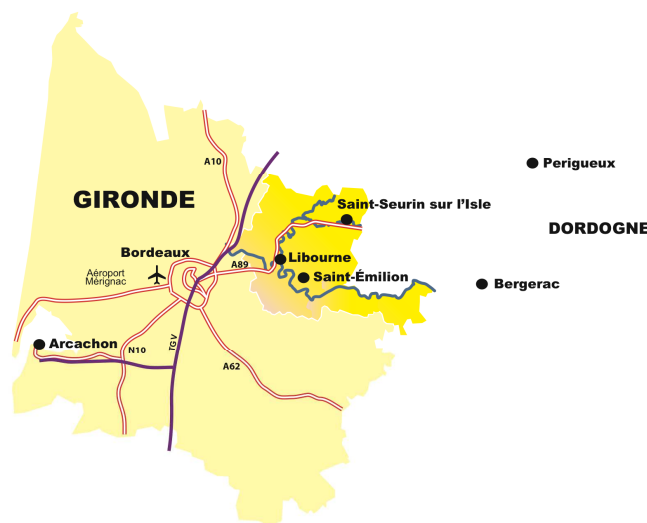 A10
Perigueux
GIRONDE
Saint-Seurin sur l'Isle
DORDOGNE
Bordeaux
Libourne
A89
Aéroport
Mérignac
Saint-Émilion
Bergerac
Arcachon
N10
TGV
A62